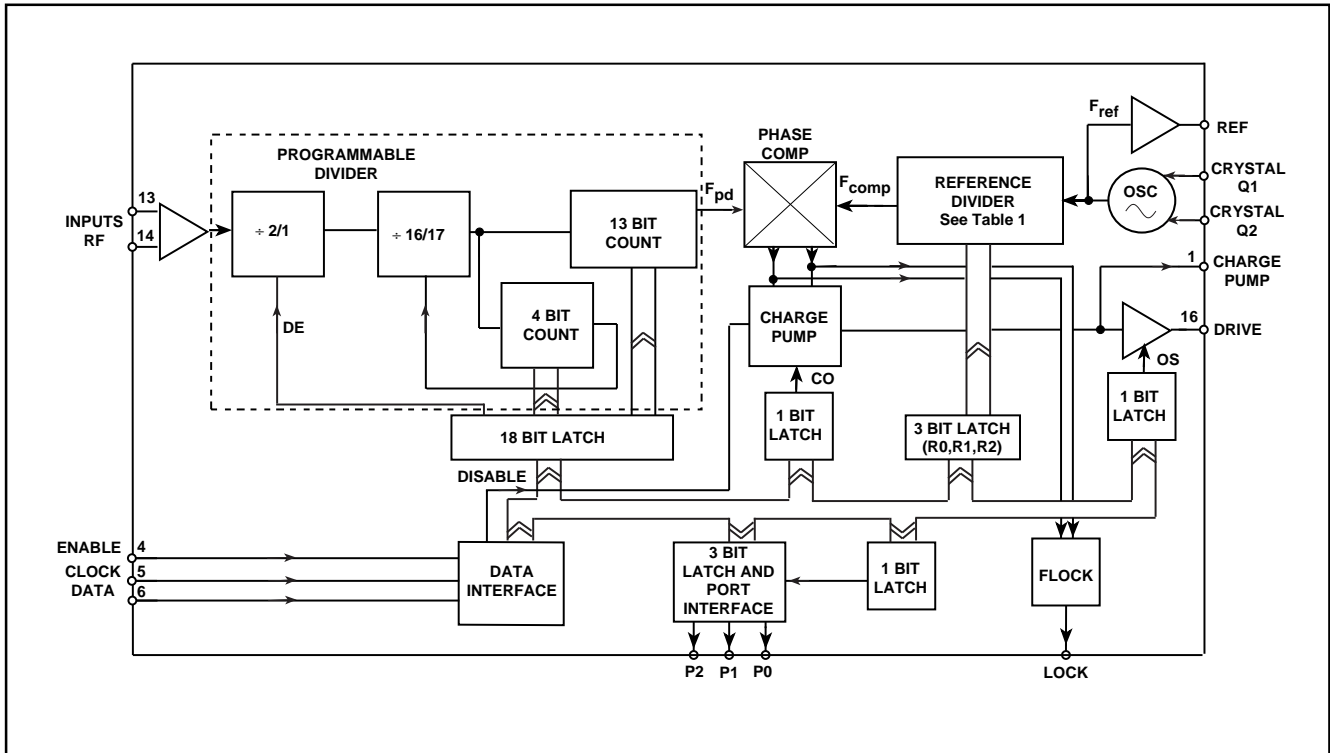 PROGRAMMABLE
DIVIDER
PHASE
COMP
F_ref
REF
CRYSTAL
Q1
CRYSTAL
Q2
OSC
REFERENCE
DIVIDER
See Table 1
F_comp
F_pd
13
INPUTS
RF
14
÷ 2/1
÷ 16/17
13 BIT
COUNT
4 BIT
COUNT
DE
1
CHARGE
PUMP
CHARGE
PUMP
16
DRIVE
OS
CO
18 BIT LATCH
1 BIT
LATCH
3 BIT LATCH
(R0,R1,R2)
1 BIT
LATCH
DISABLE
ENABLE 4
CLOCK 5
DATA 6
DATA
INTERFACE
3 BIT
LATCH AND
PORT
INTERFACE
1 BIT
LATCH
FLOCK
P2 P1 P0
LOCK